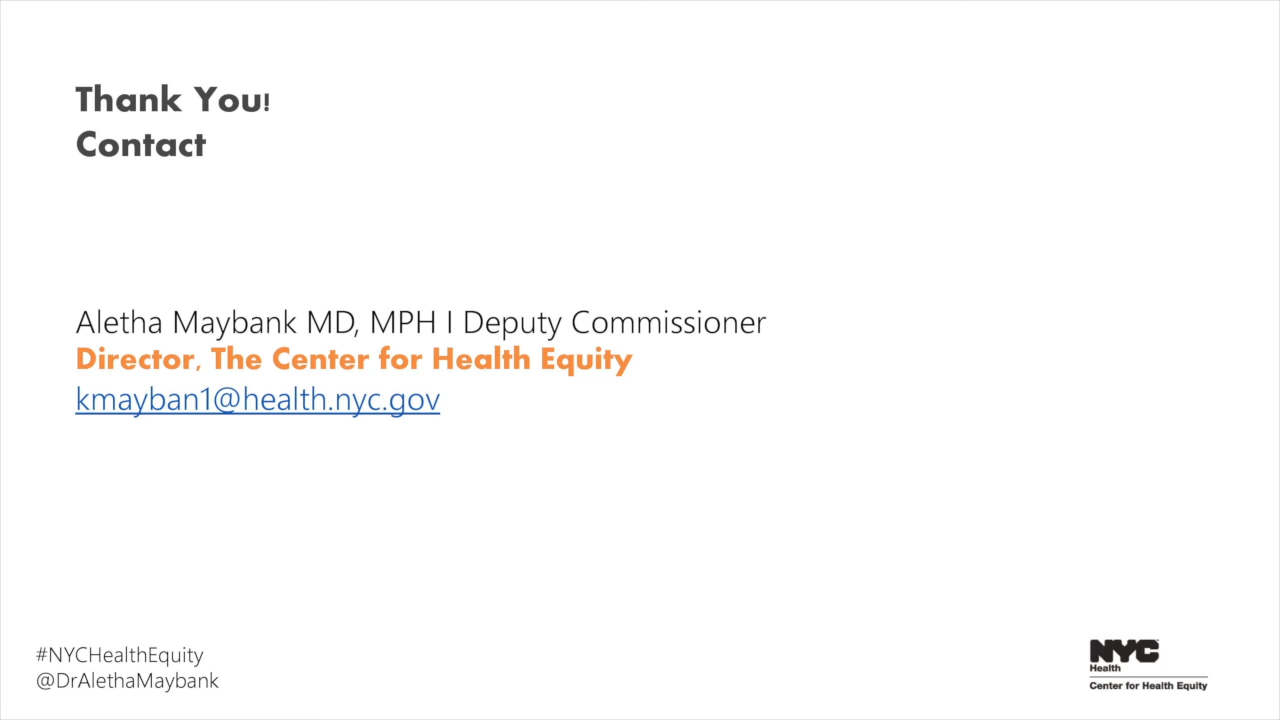 Thank You!
Contact
Aletha Maybank MD, MPH I Deputy Commissioner
Director, The Center for Health Equity
kmayban1@health.nyc.gov
#NYCHealthEquity
@DrAlethaMaybank
NYC
Health
Center for Health Equity